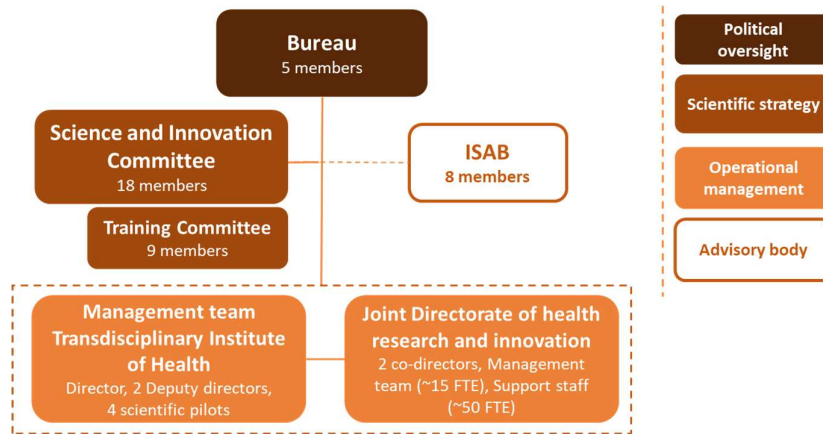 Bureau
5 members
Science and Innovation
Committee
18 members
ISAB
8 members
Training Committee
9 members
Management team
Transdisciplinary Institute
of Health
Director, 2 Deputy directors,
4 scientific pilots
Joint Directorate of health
research and innovation
2 co-directors, Management
team (~15 FTE), Support staff
(~50 FTE)
Political
oversight
Scientific strategy
Operational
management
Advisory body